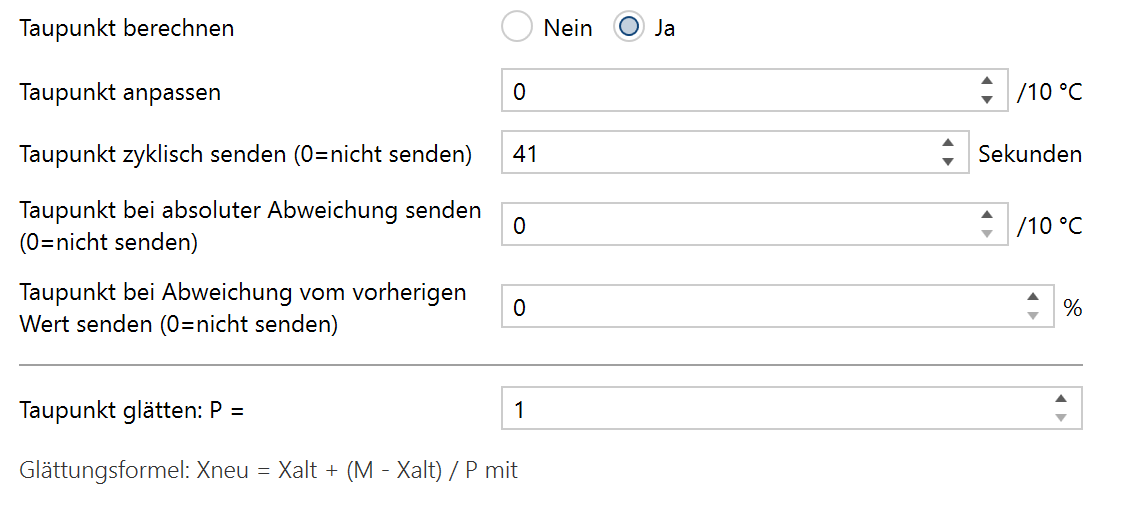 Taupunkt berechnen Nein Ja
Taupunkt anpassen 0 /10 °C
Taupunkt zyklisch senden (0=nicht senden) 41 Sekunden
Taupunkt bei absoluter Abweichung senden
(0=nicht senden) 0 /10 °C
Taupunkt bei Abweichung vom vorherigen
Wert senden (0=nicht senden) 0 %
Taupunkt glätten: P = 1
Glättungsformel: Xneu = Xalt + (M - Xalt) / P mit